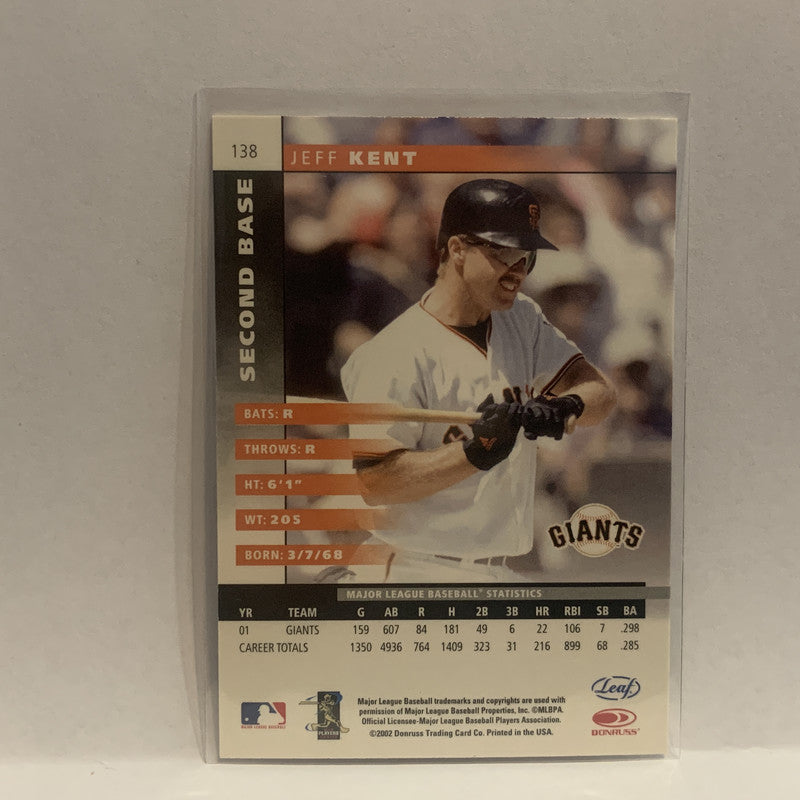 138
JEFF KENT
SECOND BASE
BATS: R
THROWS: R
HT: 6'1"
WT: 205
BORN: 3/7/68
GIANTS
MAJOR LEAGUE BASEBALL® STATISTICS
YR TEAM G AB R H 2B 3B HR RBI SB BA
01 GIANTS 159 607 84 181 49 6 22 106 7 .298
CAREER TOTALS 1350 4936 764 1409 323 31 216 899 68 .285
Major League Baseball trademarks and copyrights are used with
permission of Major League Baseball Properties, Inc. ©MLBPA.
Official Licensee-Major League Baseball Players Association.
©2002 Donruss Trading Card Co. Printed in the USA.
MAJOR LEAGUE BASEBALL
PLAYERS
Leaf
DONRUSS